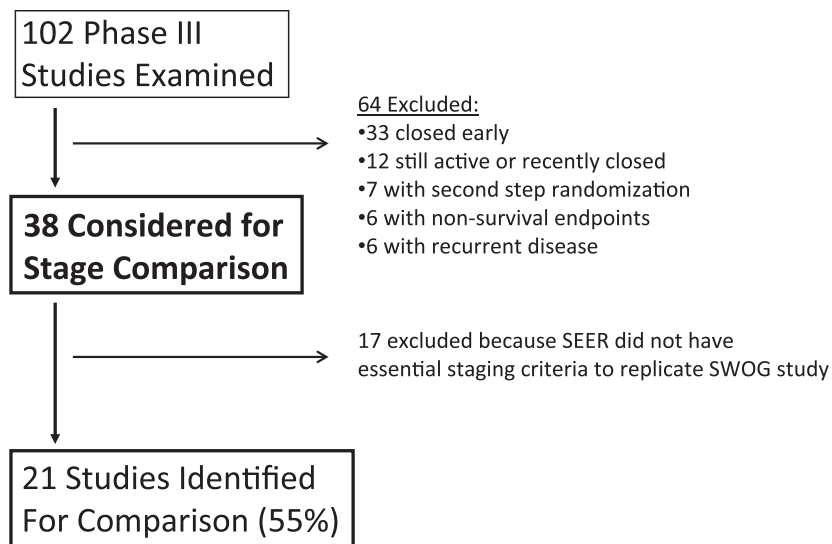 102 Phase III
Studies Examined
64 Excluded:
•33 closed early
•12 still active or recently closed
•7 with second step randomization
•6 with non-survival endpoints
•6 with recurrent disease
38 Considered for
Stage Comparison
17 excluded because SEER did not have
essential staging criteria to replicate SWOG study
21 Studies Identified
For Comparison (55%)